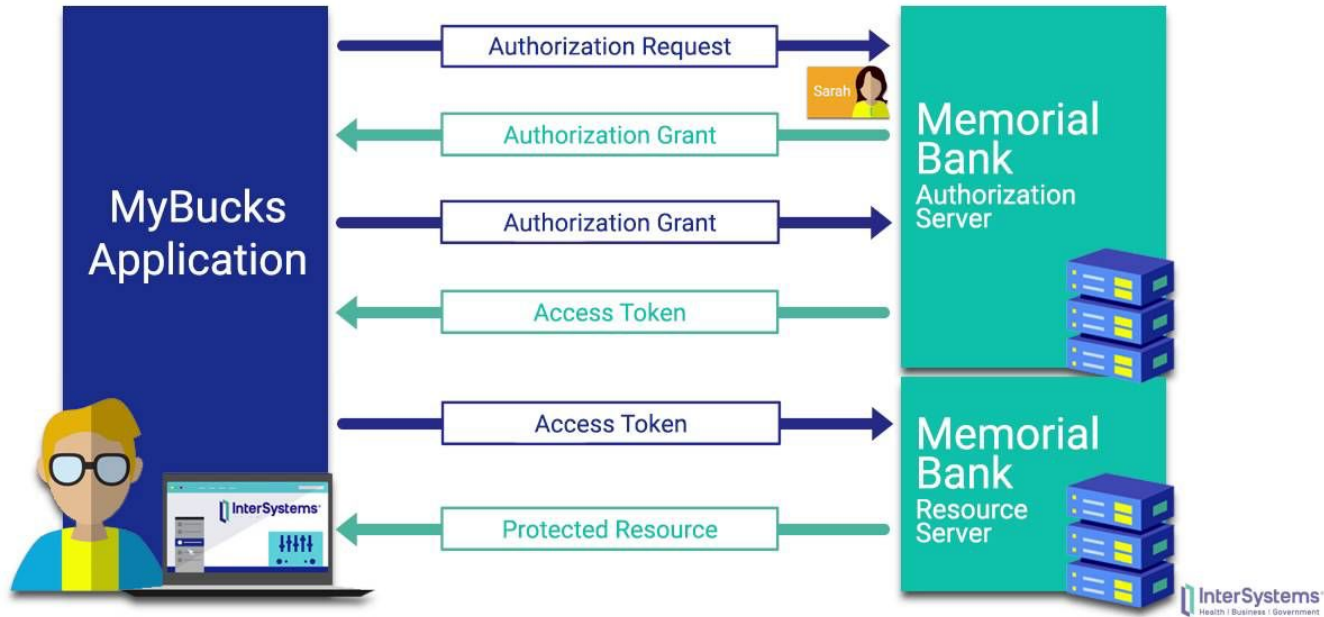 Authorization Request
Sarah
Authorization Grant
MyBucks
Application
Authorization Grant
Access Token
Memorial
Bank
Authorization
Server
Access Token
Protected Resource
Memorial
Bank
Resource
Server
InterSystems
InterSystems
Health | Business | Government